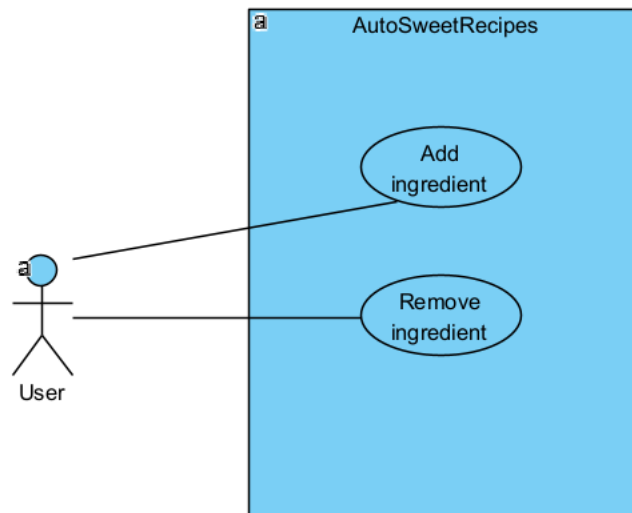 a
AutoSweetRecipes
Add
ingredient
a
Remove
ingredient
User